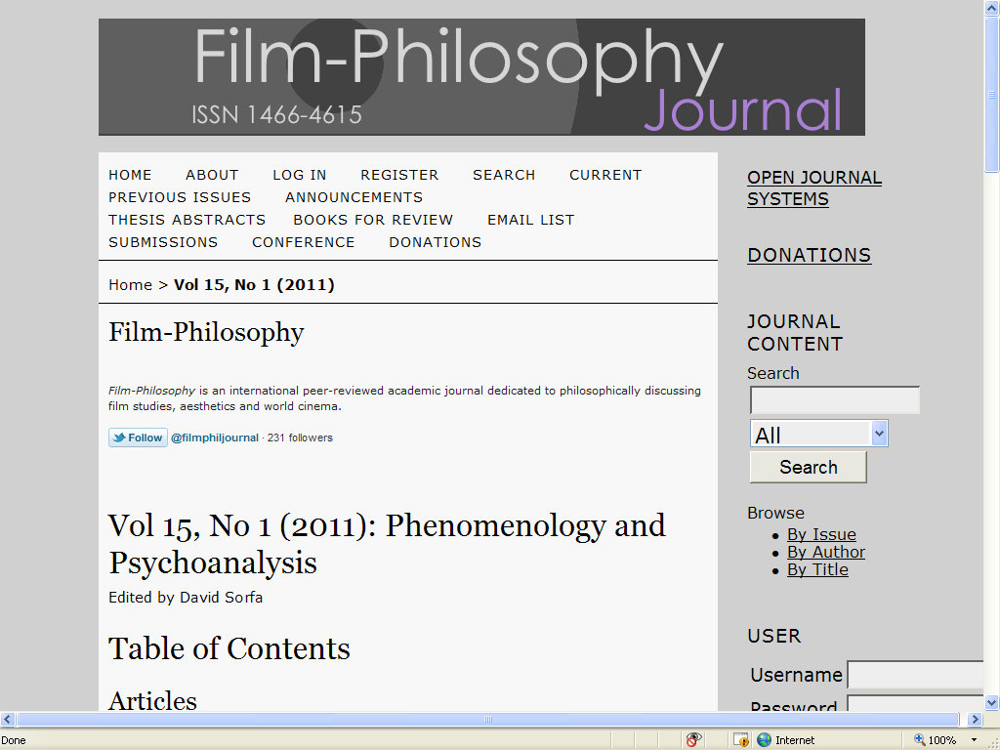 Film-Philosophy
Journal
ISSN 1466-4615
HOME ABOUT LOG IN REGISTER SEARCH CURRENT
PREVIOUS ISSUES ANNOUNCEMENTS
THESIS ABSTRACTS BOOKS FOR REVIEW EMAIL LIST
SUBMISSIONS CONFERENCE DONATIONS
Home > Vol 15, No 1 (2011)
Film-Philosophy
Film-Philosophy is an international peer-reviewed academic journal dedicated to philosophically discussing
film studies, aesthetics and world cinema.
Follow @filmphiljournal · 231 followers
Vol 15, No 1 (2011): Phenomenology and
Psychoanalysis
Edited by David Sorfa
Table of Contents
Articles
OPEN JOURNAL
SYSTEMS
DONATIONS
JOURNAL
CONTENT
Search
All
Search
Browse
By Issue
By Author
By Title
USER
Username
Password
Done
Internet
100%